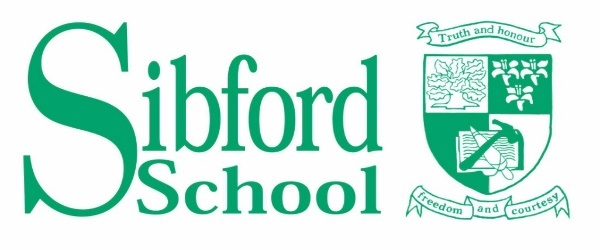 Sibford
School
Truth and honour
freedom and courtesy